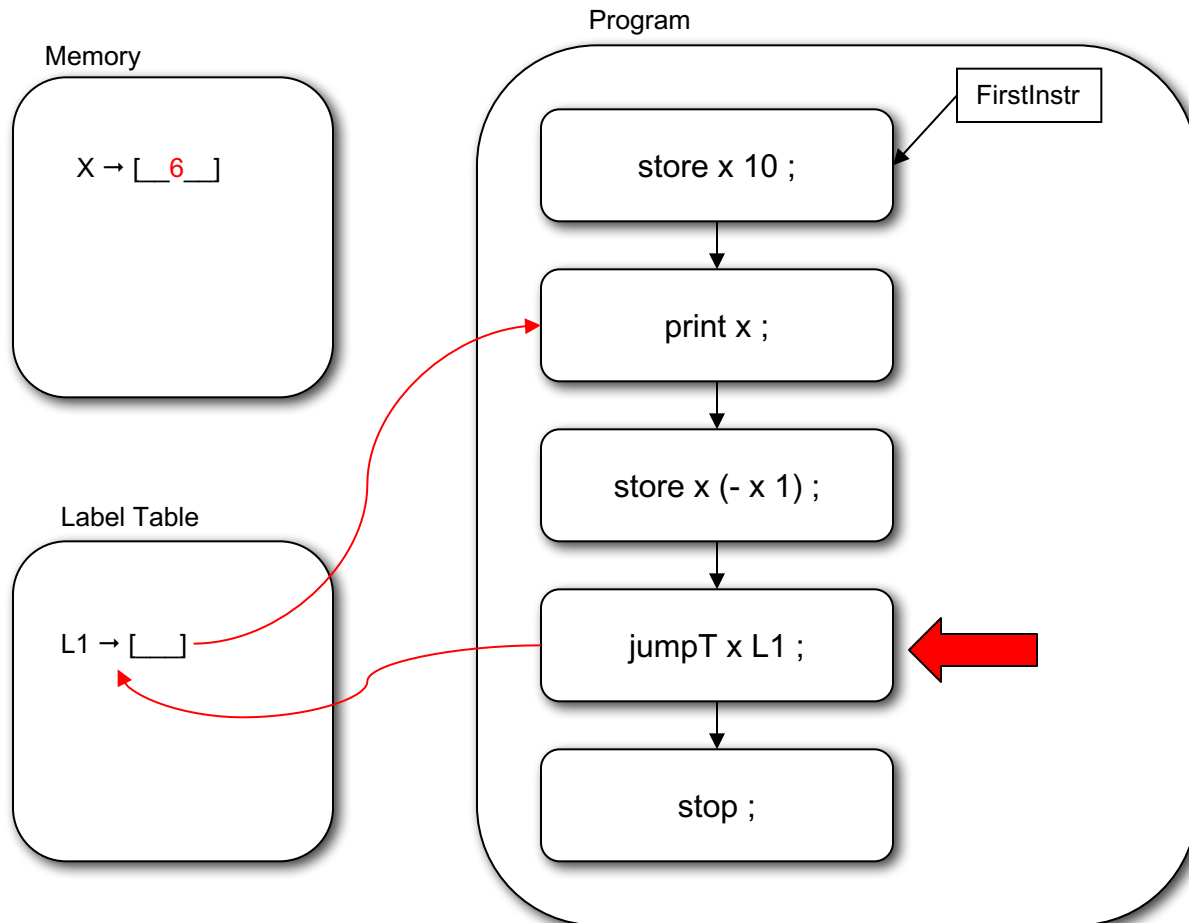 Program
Memory
FirstInstr
X → [__6__]
store x 10 ;
print x ;
store x (- x 1) ;
Label Table
L1 → [___]
jumpT x L1 ;
stop ;